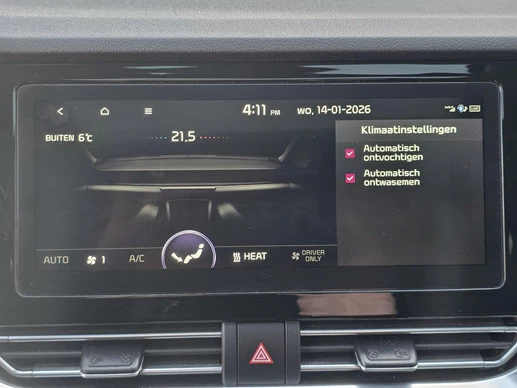 4:11 PM wo, 14-01-2026
BUITEN 6°C 21.5
Klimaatinstellingen
Automatisch
ontvochtigen
Automatisch
ontwasemen
AUTO 1 A/C HEAT DRIVER
ONLY